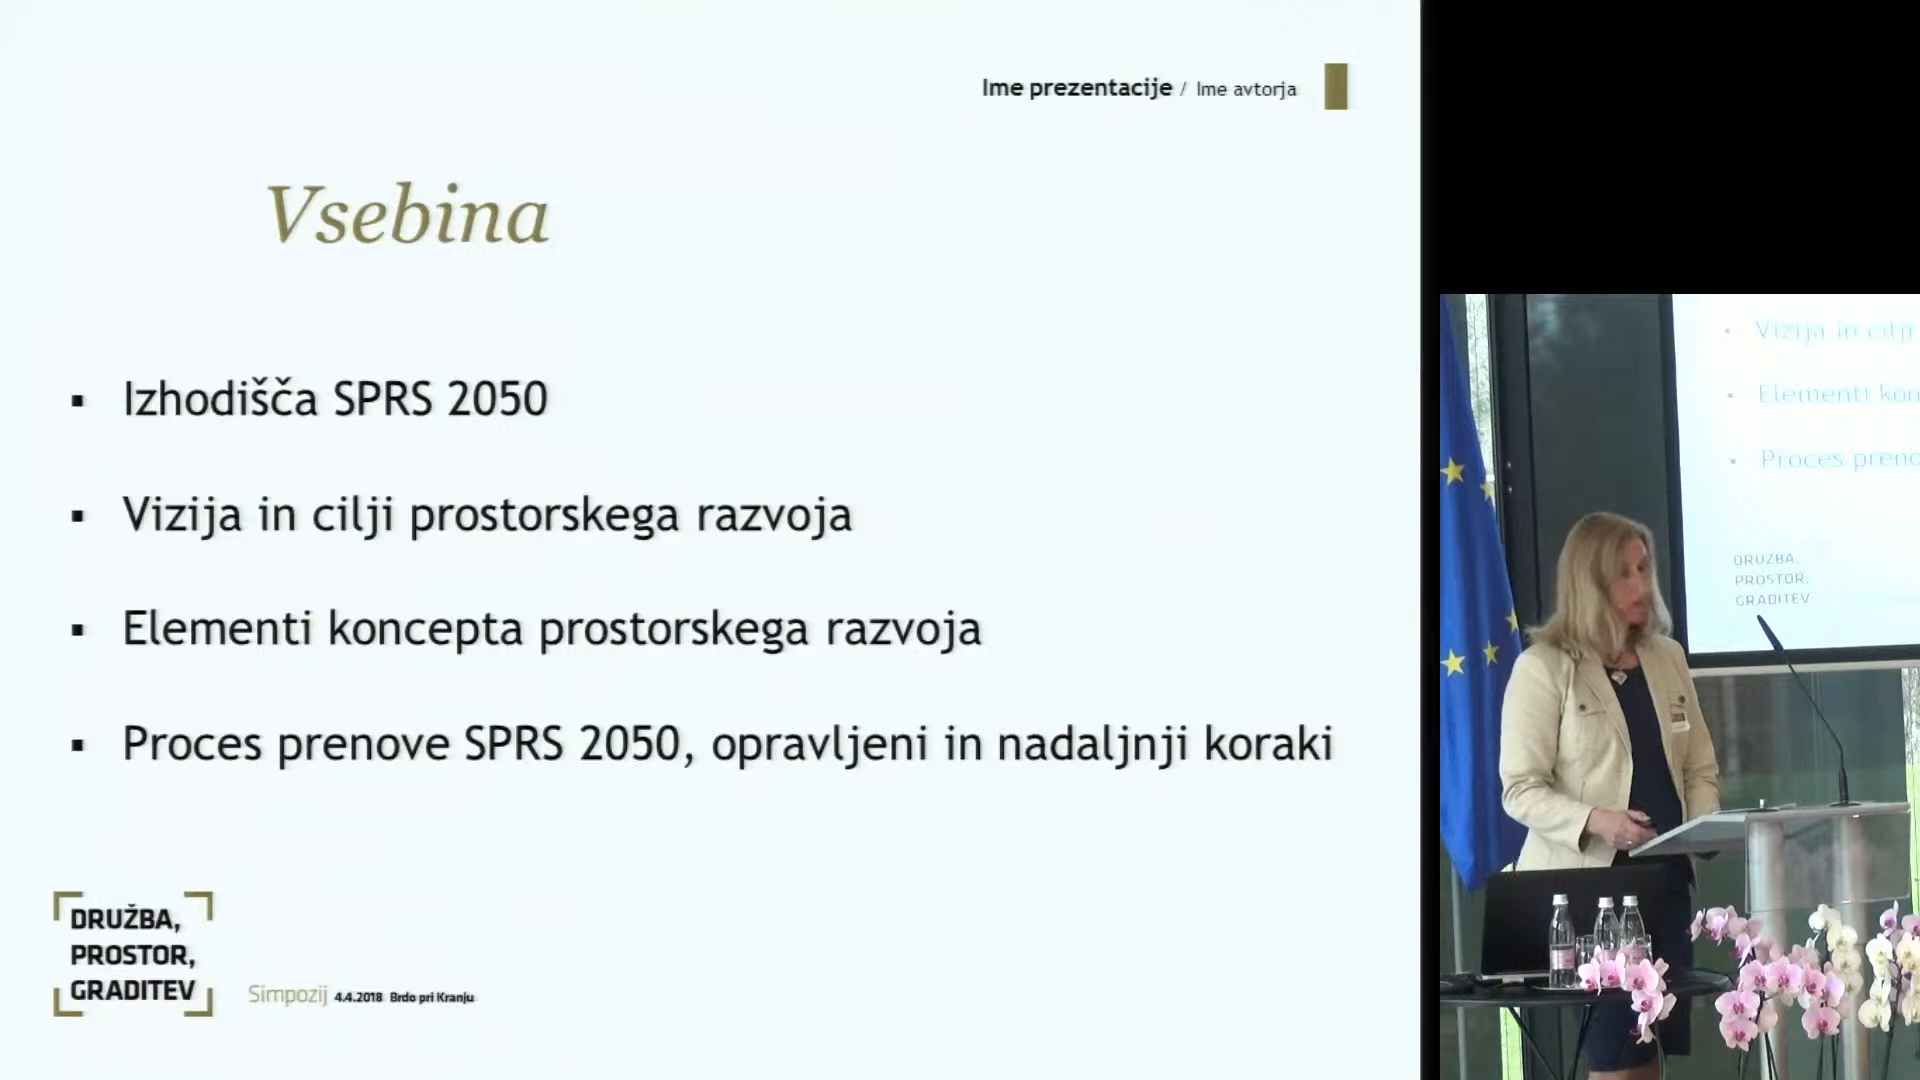 Ime prezentacije / Ime avtorja
Vsebina
▪ Izhodišča SPRS 2050
▪ Vizija in cilji prostorskega razvoja
▪ Elementi koncepta prostorskega razvoja
▪ Proces prenove SPRS 2050, opravljeni in nadaljnji koraki
DRUŽBA,
PROSTOR,
GRADITEV
Simpozij 4.4.2018 Brdo pri Kranju
• Vizija in cilji
• Elementi kon
• Proces preno
DRUŽBA,
PROSTOR,
GRADITEV